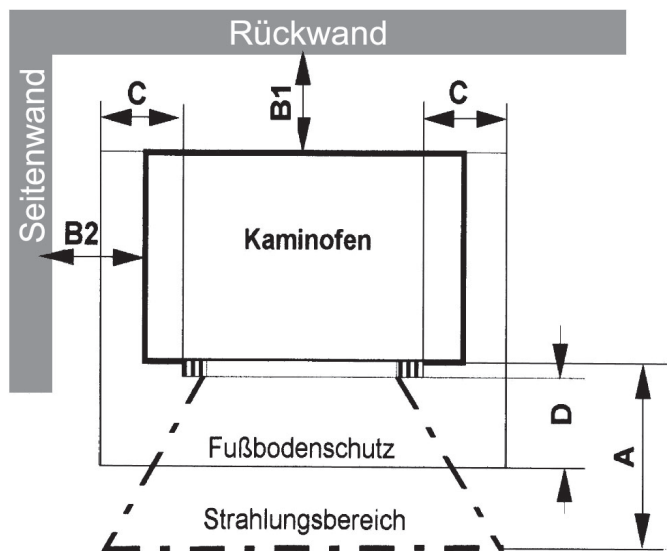 Rückwand
Seitenwand
C
B1
C
B2
Kaminofen
D
A
Fußbodenschutz
Strahlungsbereich